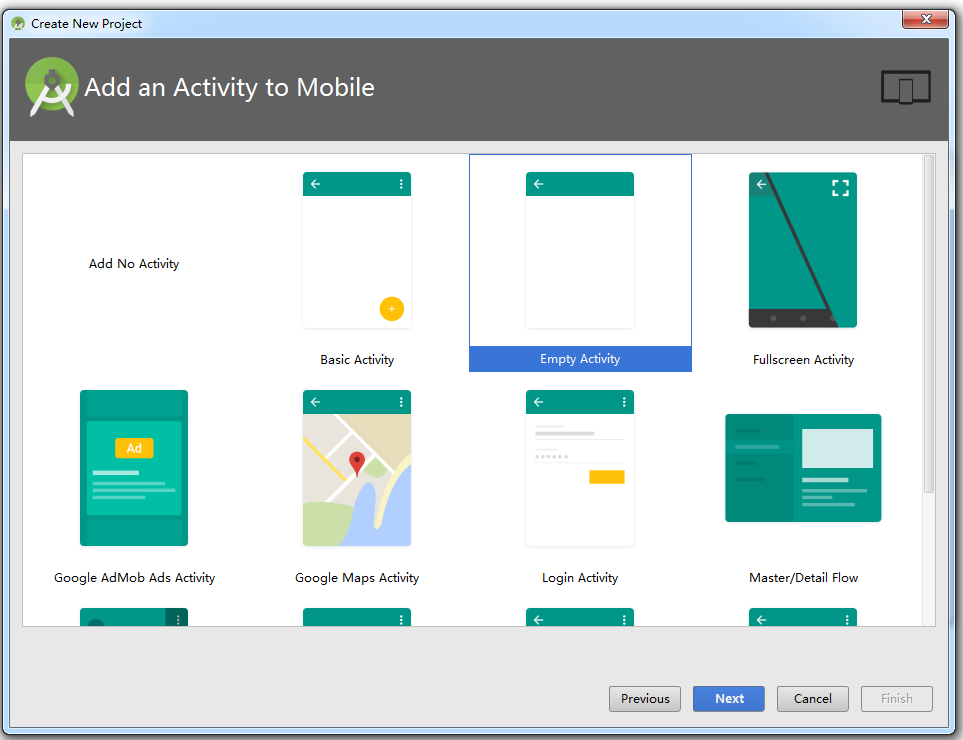 Create New Project
Add an Activity to Mobile
Add No Activity
Basic Activity
Empty Activity
Fullscreen Activity
Ad
Google AdMob Ads Activity
Google Maps Activity
Login Activity
Master/Detail Flow
Previous
Next
Cancel
Finish